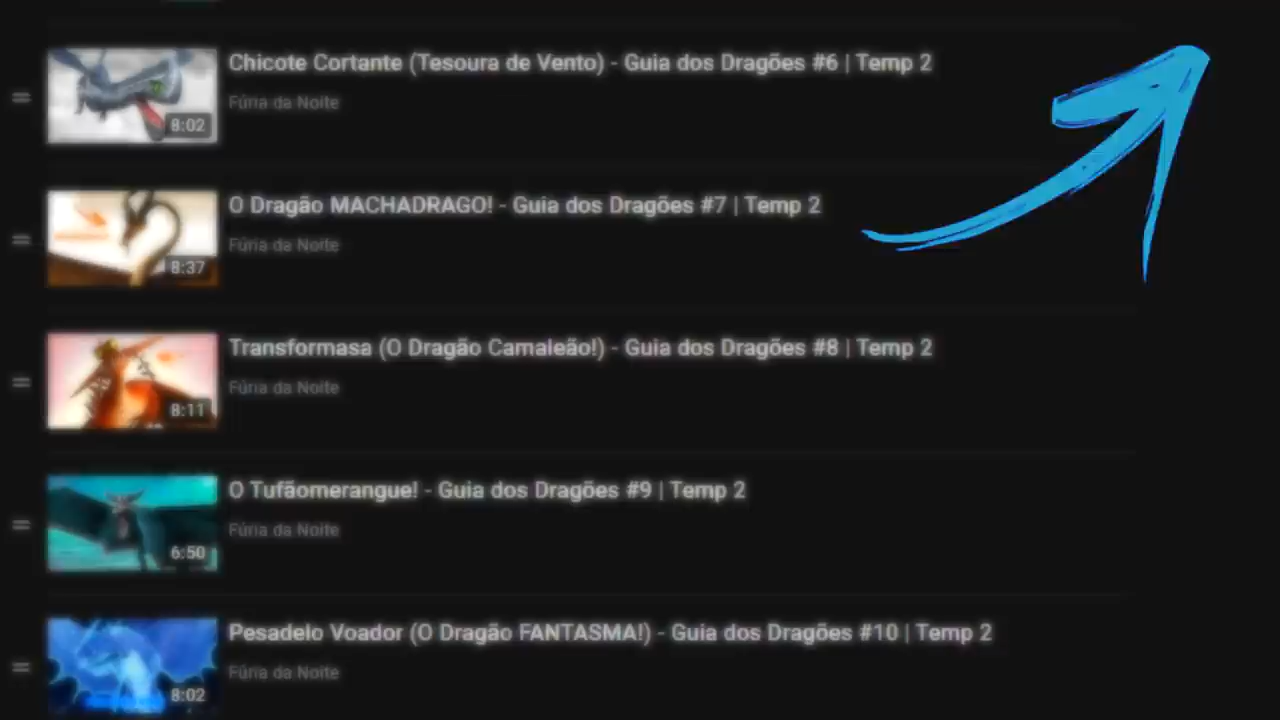 Chicote Cortante (Tesoura de Vento) - Guia dos Dragões #6 | Temp 2
Fúria da Noite
8:02
O Dragão MACHADRAGO! - Guia dos Dragões #7 | Temp 2
Fúria da Noite
8:37
Transformasa (O Dragão Camaleão!) - Guia dos Dragões #8 | Temp 2
Fúria da Noite
8:11
O Tufãomerangue! - Guia dos Dragões #9 | Temp 2
Fúria da Noite
6:50
Pesadelo Voador (O Dragão FANTASMA!) - Guia dos Dragões #10 | Temp 2
Fúria da Noite
8:02